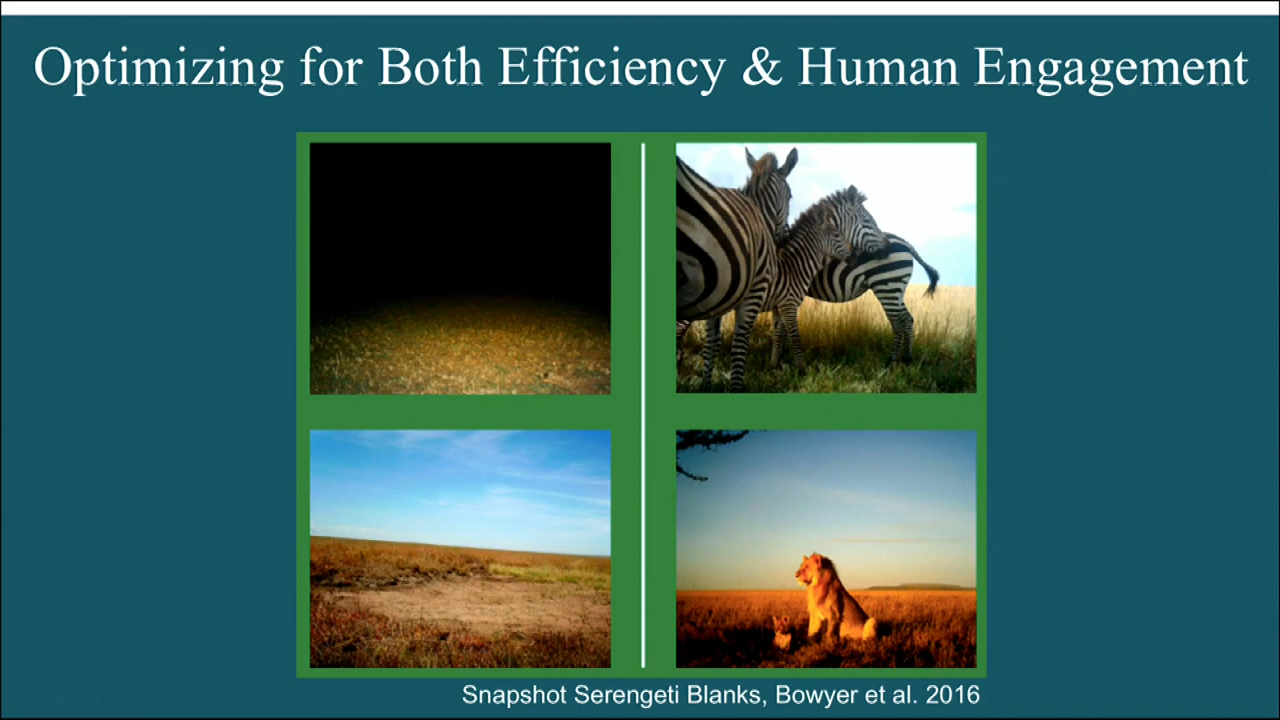 Optimizing for Both Efficiency & Human Engagement
Snapshot Serengeti Blanks, Bowyer et al. 2016